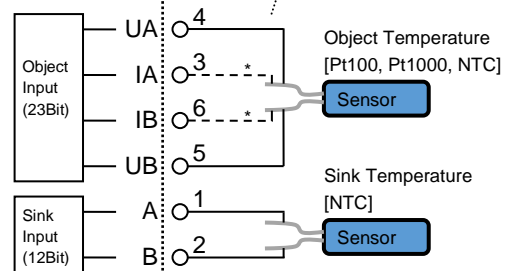 Object
Input
(23Bit)
UA 4
IA 3 *
IB 6 *
UB 5
Object Temperature
[Pt100, Pt1000, NTC]
Sensor
Sink
Input
(12Bit)
A 1
B 2
Sink Temperature
[NTC]
Sensor